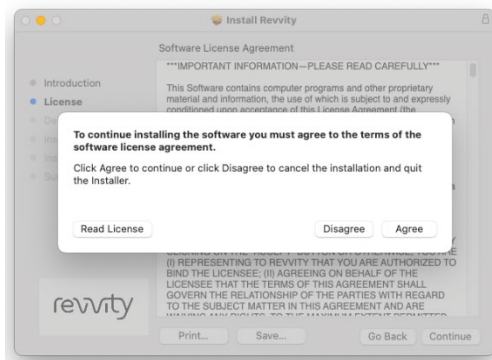 Install Revvity
Software License Agreement
Introduction
License
***IMPORTANT INFORMATION—PLEASE READ CAREFULLY***
This Software contains computer programs and other proprietary
material and information, the use of which is subject to and expressly
conditioned upon acceptance of this License Agreement (the
To continue installing the software you must agree to the terms of the
software license agreement.
Click Agree to continue or click Disagree to cancel the installation and quit
the Installer.
Read License
Disagree
Agree
(I) REPRESENTING TO REVVITY THAT YOU ARE AUTHORIZED TO
BIND THE LICENSEE; (II) AGREEING ON BEHALF OF THE
LICENSEE THAT THE TERMS OF THIS AGREEMENT SHALL
GOVERN THE RELATIONSHIP OF THE PARTIES WITH REGARD
TO THE SUBJECT MATTER IN THIS AGREEMENT AND ARE
revvity
Print...
Save...
Go Back
Continue